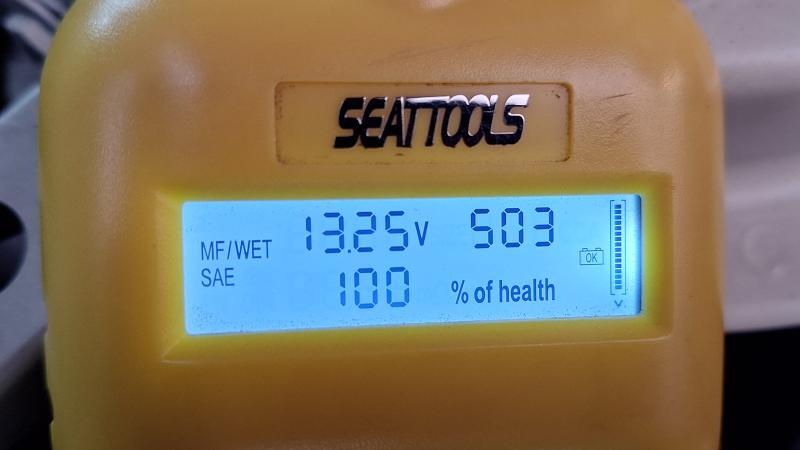 SEATTOOLS
MF/WET 13.25V 503
OK
SAE 100 % of health